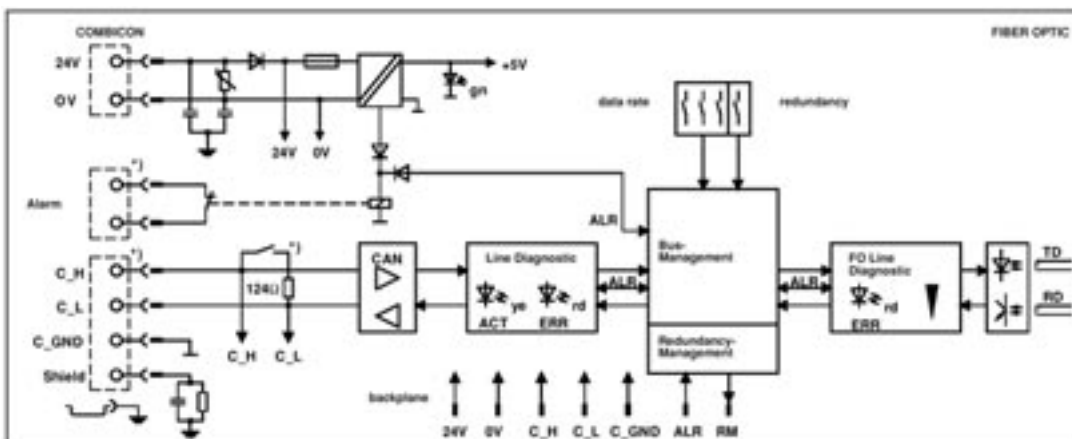 COMBICON
FIBER OPTIC
24V
0V
+5V
gn
data rate
redundancy
24V 0V
*)
Alarm
ALR
*)
C_H
C_L
C_GND
Shield
*)
124Ω
C_H C_L
CAN
Line Diagnostic
ye
rd
ACT ERR
ALR
Bus-
Management
Redundancy-
Management
ALR
FO Line
Diagnostic
rd
ERR
TD
RD
backplane
24V 0V C_H C_L C_GND ALR RM